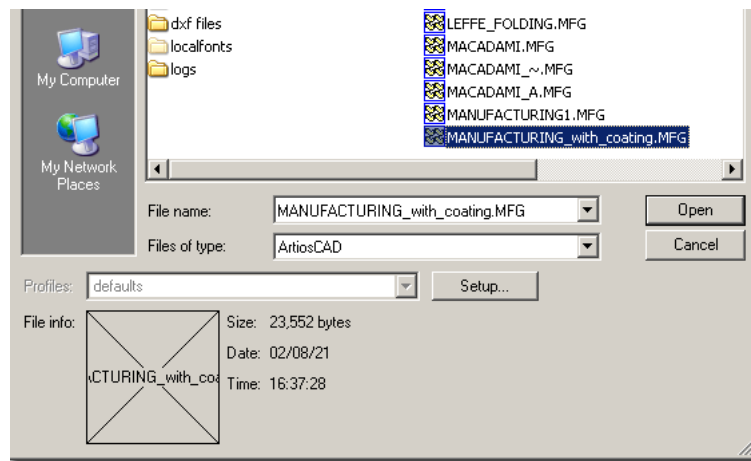 dxf files
localfonts
logs
LEFFE_FOLDING.MFG
MACADAMI.MFG
MACADAMI_~.MFG
MACADAMI_A.MFG
MANUFACTURING1.MFG
MANUFACTURING_with_coating.MFG
My Computer
My Network
Places
File name: MANUFACTURING_with_coating.MFG Open
Files of type: ArtiosCAD Cancel
Profiles: defaults Setup...
File info: Size: 23,552 bytes
Date: 02/08/21
CTURING_with_coa
Time: 16:37:28